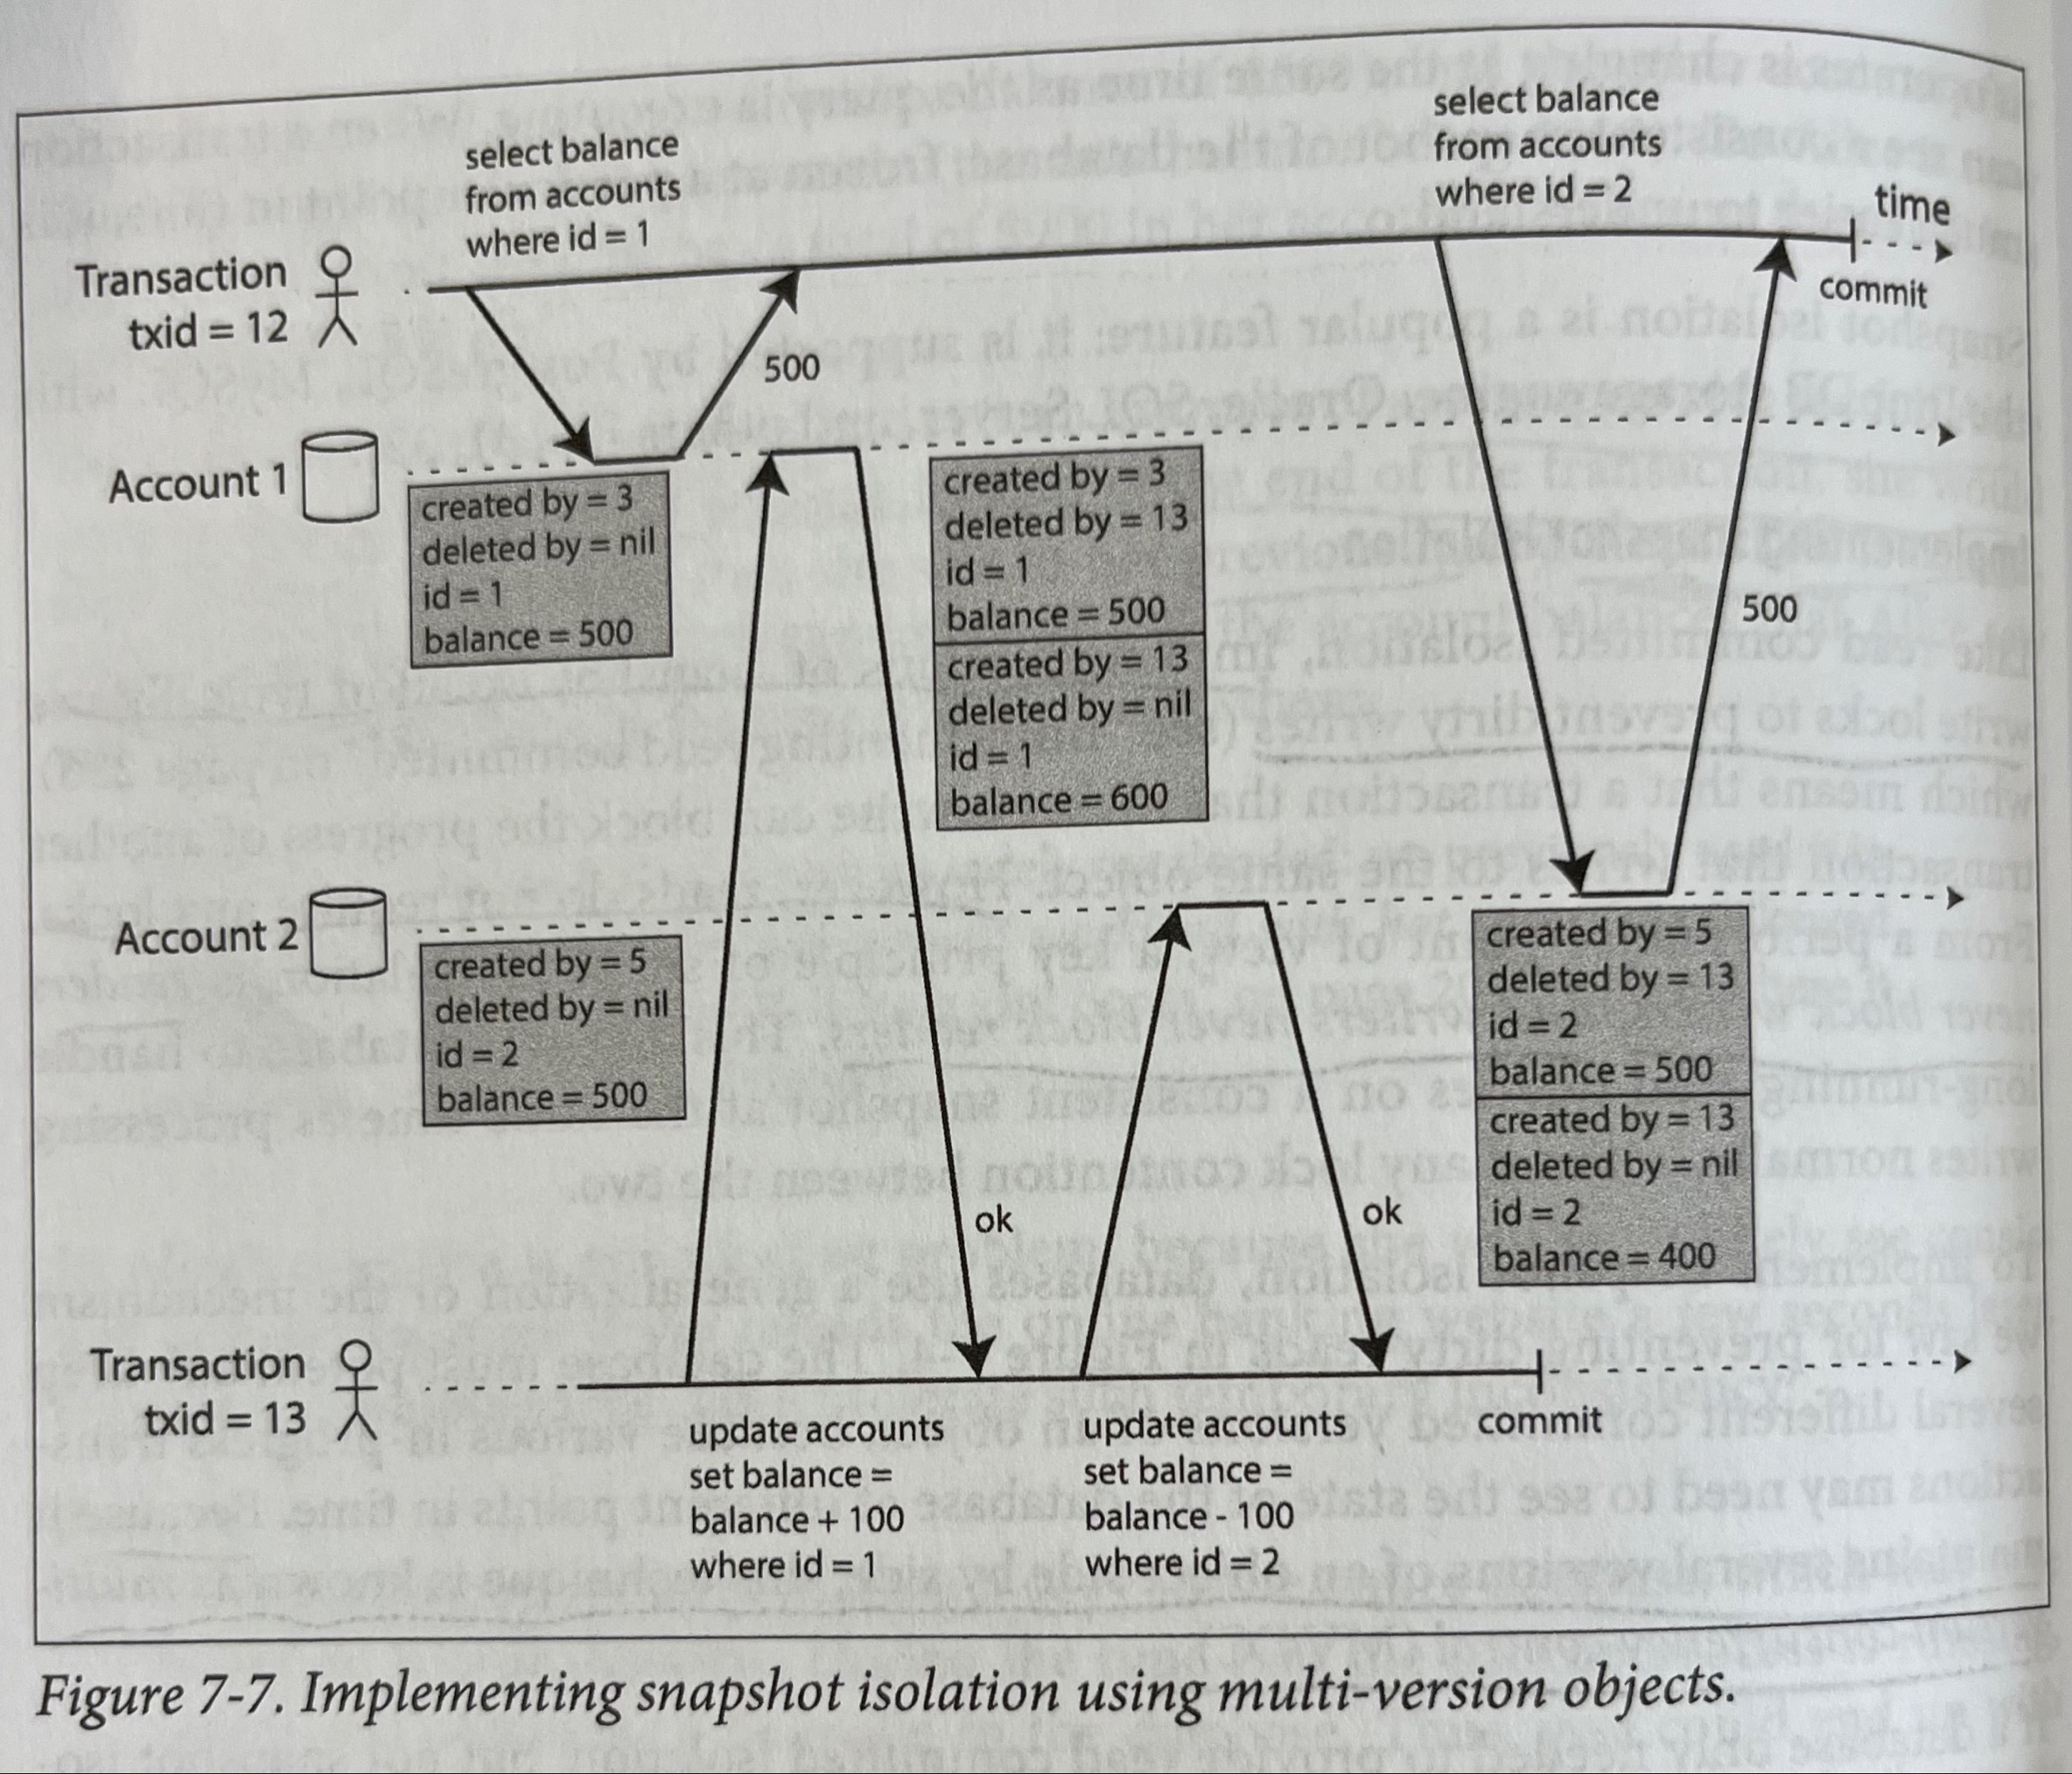 select balance
from accounts
where id = 1
select balance
from accounts
where id = 2
time
commit
Transaction
txid = 12
500
Account 1
created by = 3
deleted by = nil
id = 1
balance = 500
created by = 3
deleted by = 13
id = 1
balance = 500
created by = 13
deleted by = nil
id = 1
balance = 600
500
Account 2
created by = 5
deleted by = nil
id = 2
balance = 500
created by = 5
deleted by = 13
id = 2
balance = 500
created by = 13
deleted by = nil
id = 2
balance = 400
ok
ok
Transaction
txid = 13
update accounts
set balance =
balance + 100
where id = 1
update accounts
set balance =
balance - 100
where id = 2
commit
Figure 7-7. Implementing snapshot isolation using multi-version objects.